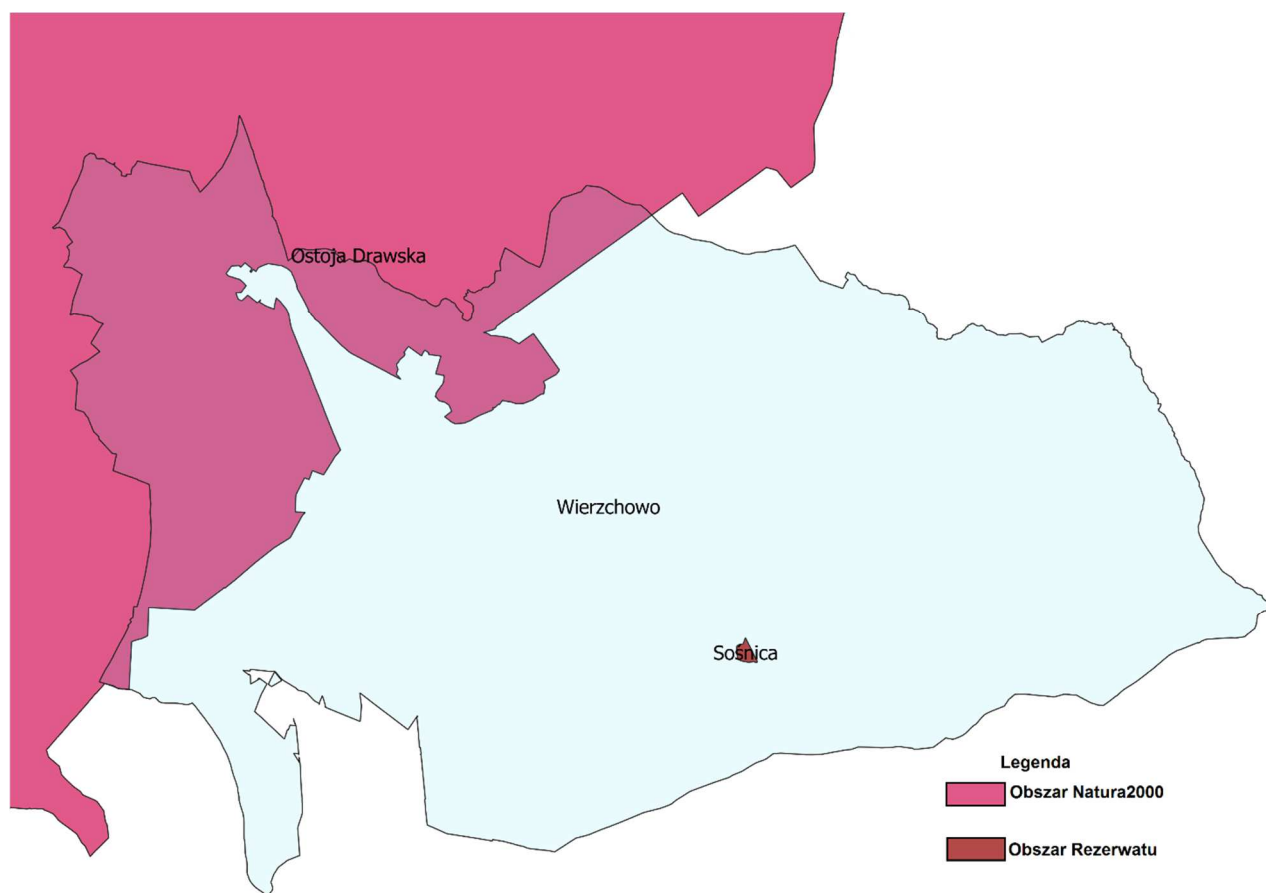 Ostoja Drawska
Wierzchowo
Sośnica
Legenda
Obszar Natura2000
Obszar Rezerwatu